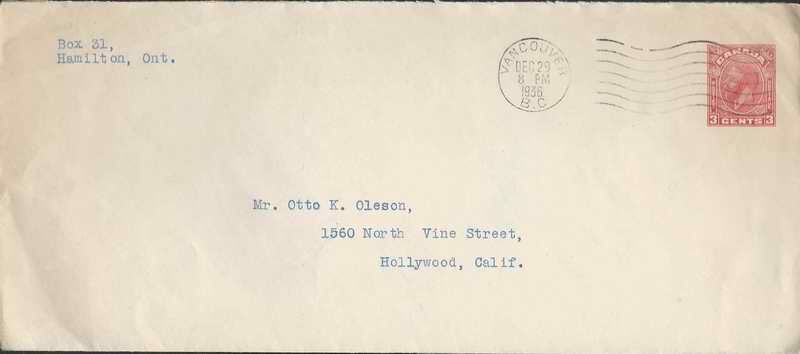 Box 31,
Hamilton, Ont.
VANCOUVER
DEC 29
8 PM
1936
B.C.
CANADA
3 CENTS 3
Mr. Otto K. Oleson,
1560 North Vine Street,
Hollywood, Calif.